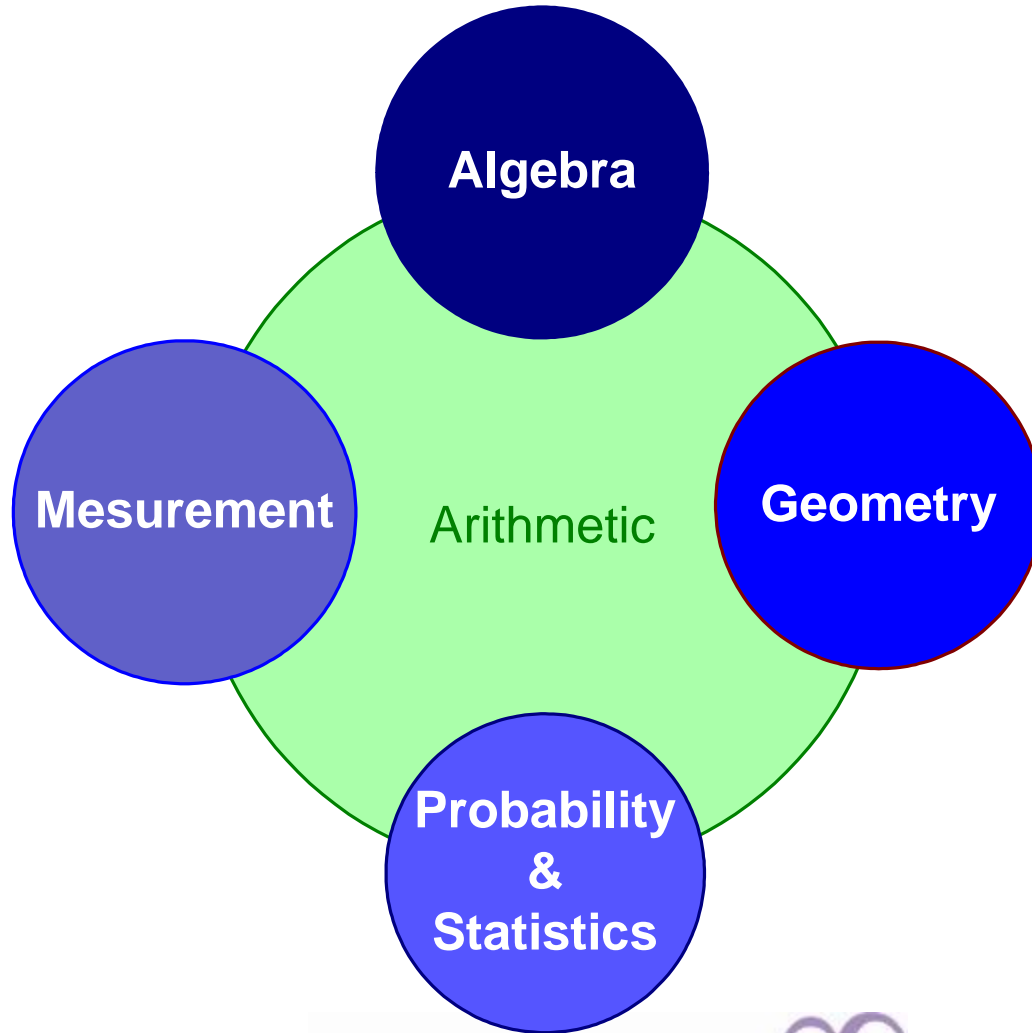 Algebra
Mesurement
Arithmetic
Geometry
Probability
&
Statistics